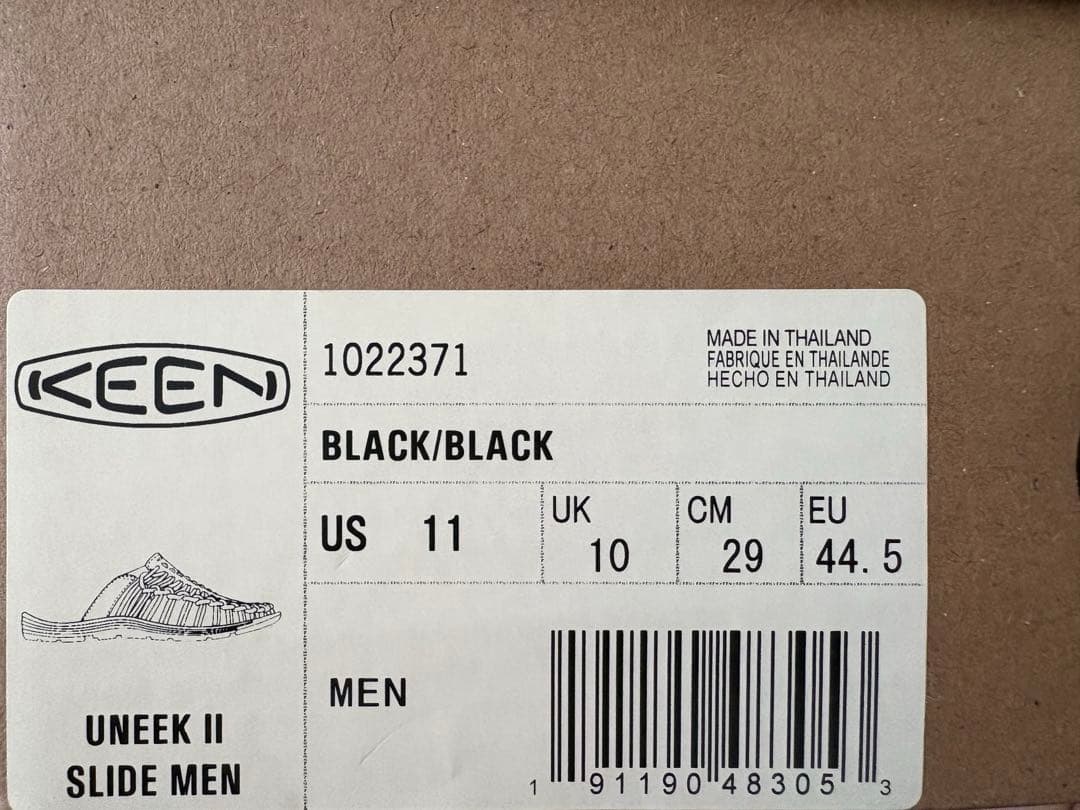 KEEN
1022371
MADE IN THAILAND
FABRIQUE EN THAILANDE
HECHO EN THAILAND
BLACK/BLACK
US 11
UK 10
CM 29
EU 44.5
MEN
UNEEK II
SLIDE MEN
1 91190 48305 3